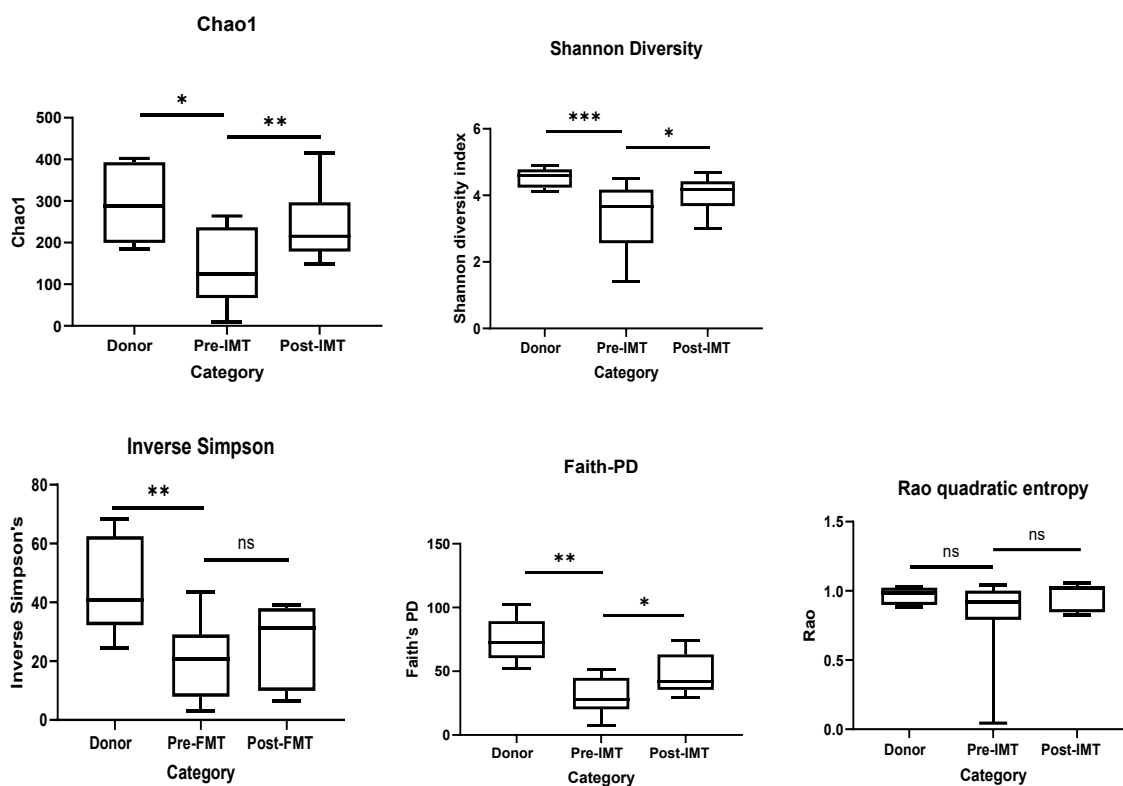 Chao1
500
400
300
200
100
0
Chao1
*
**
Donor Pre-IMT Post-IMT
Category
Shannon Diversity
6
4
2
0
Shannon diversity index
***
*
Donor Pre-IMT Post-IMT
Category
Inverse Simpson
80
60
40
20
0
Inverse Simpson's
**
ns
Donor Pre-FMT Post-FMT
Category
Faith-PD
150
100
50
0
Faith's PD
**
*
Donor Pre-IMT Post-IMT
Category
Rao quadratic entropy
1.5
1.0
0.5
0.0
Rao
ns
ns
Donor Pre-IMT Post-IMT
Category